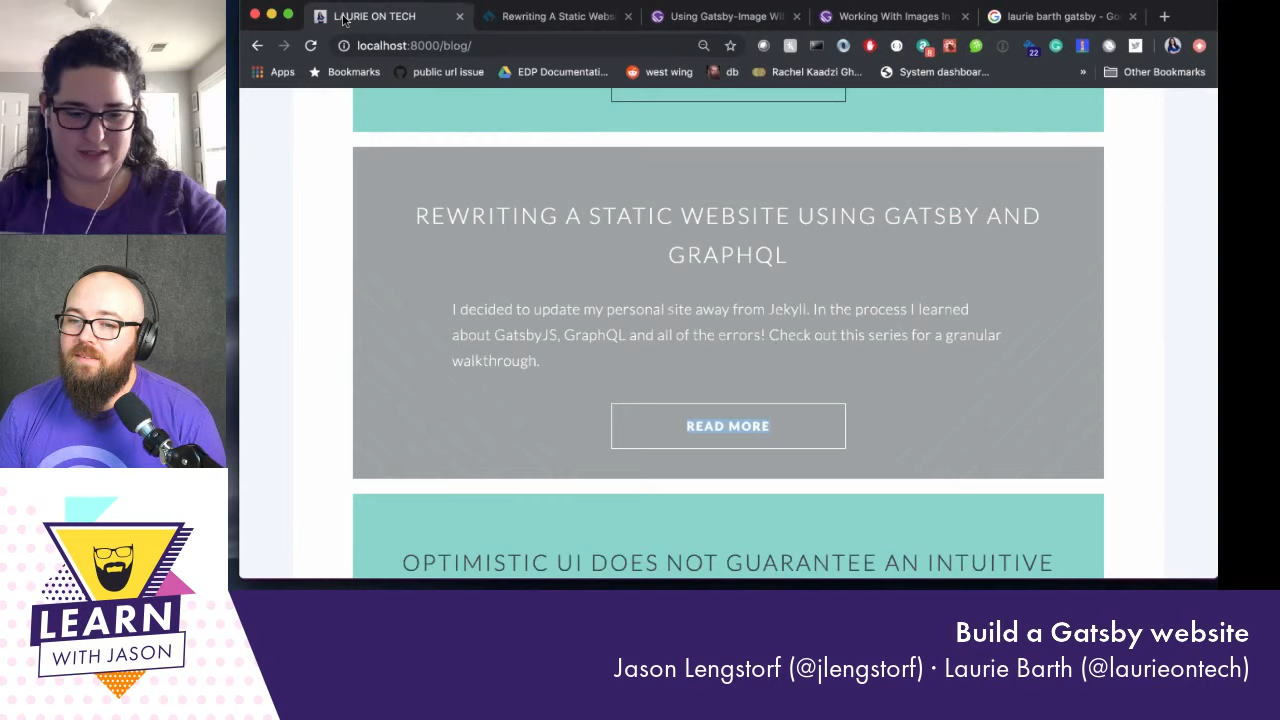 LAURIE ON TECH
Rewriting A Static Webs
Using Gatsby-Image Wi
Working With Images In
laurie barth gatsby - Go
localhost:8000/blog/
22
Apps
Bookmarks
public url issue
EDP Documentati...
west wing
db
Rachel Kaadzi Gh...
System dashboar...
»
Other Bookmarks
REWRITING A STATIC WEBSITE USING GATSBY AND
GRAPHQL
I decided to update my personal site away from Jekyll. In the process I learned
about GatsbyJS, GraphQL and all of the errors! Check out this series for a granular
walkthrough.
READ MORE
OPTIMISTIC UI DOES NOT GUARANTEE AN INTUITIVE
LEARN
WITH JASON
Build a Gatsby website
Jason Lengstorf (@jlengstorf) · Laurie Barth (@laurieontech)